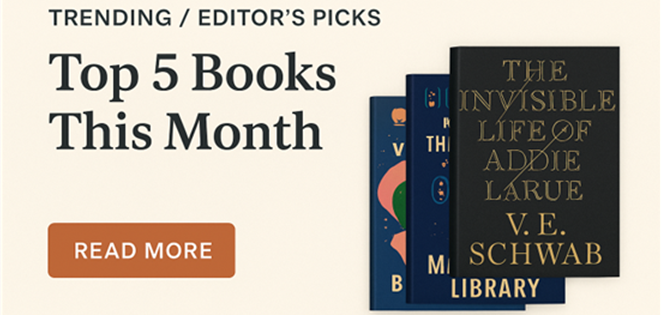 TRENDING / EDITOR’S PICKS
Top 5 Books
This Month
READ MORE
THE
INVISIBLE
LIFE OF
ADDIE
LARUE
V. E.
SCHWAB
LIBRARY